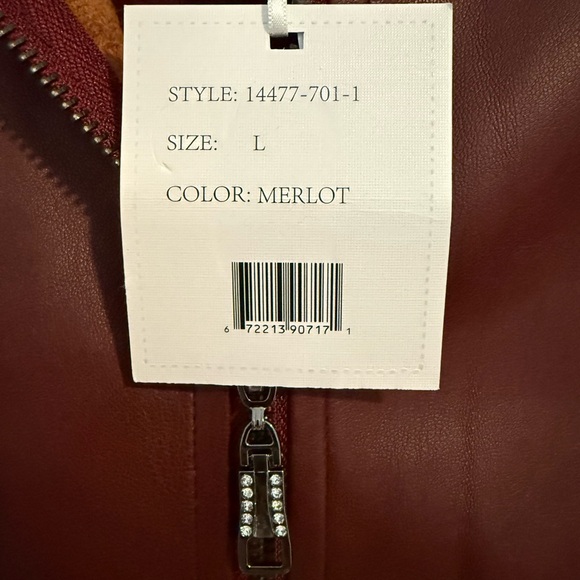 STYLE: 14477-701-1
SIZE: L
COLOR: MERLOT
6 72213 90717 1